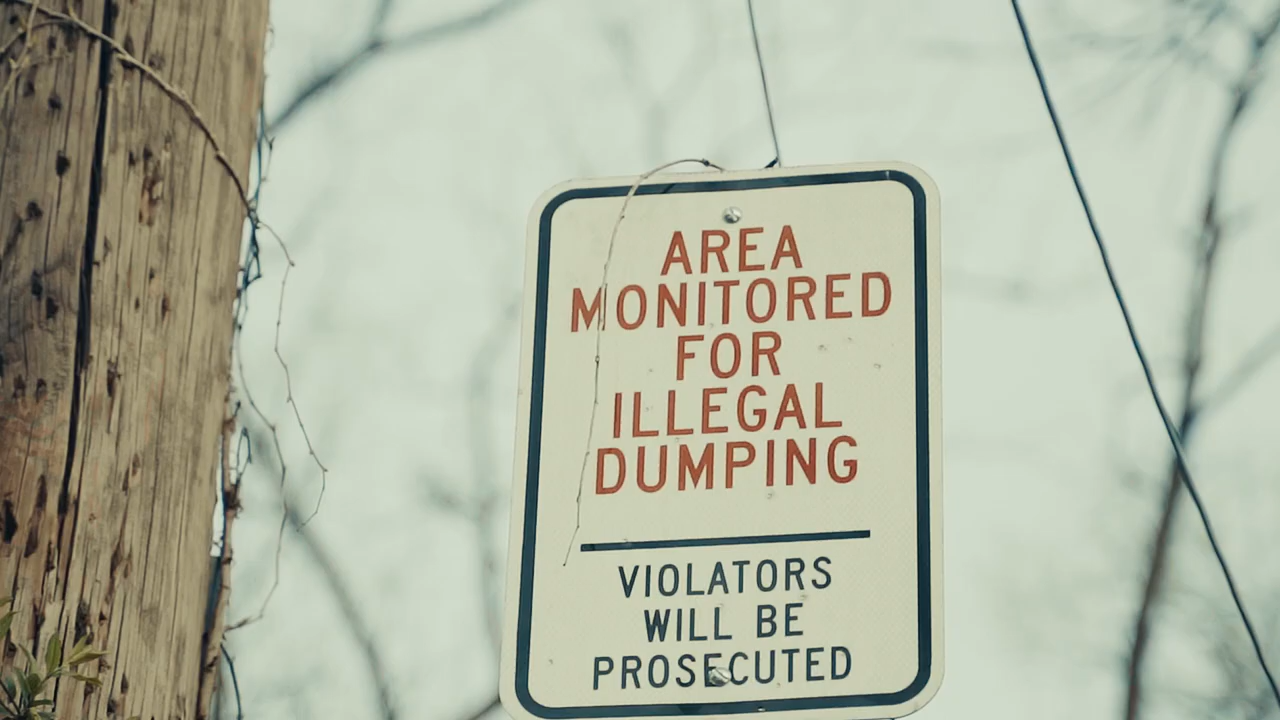 AREA
MONITORED
FOR
ILLEGAL
DUMPING
VIOLATORS
WILL BE
PROSECUTED